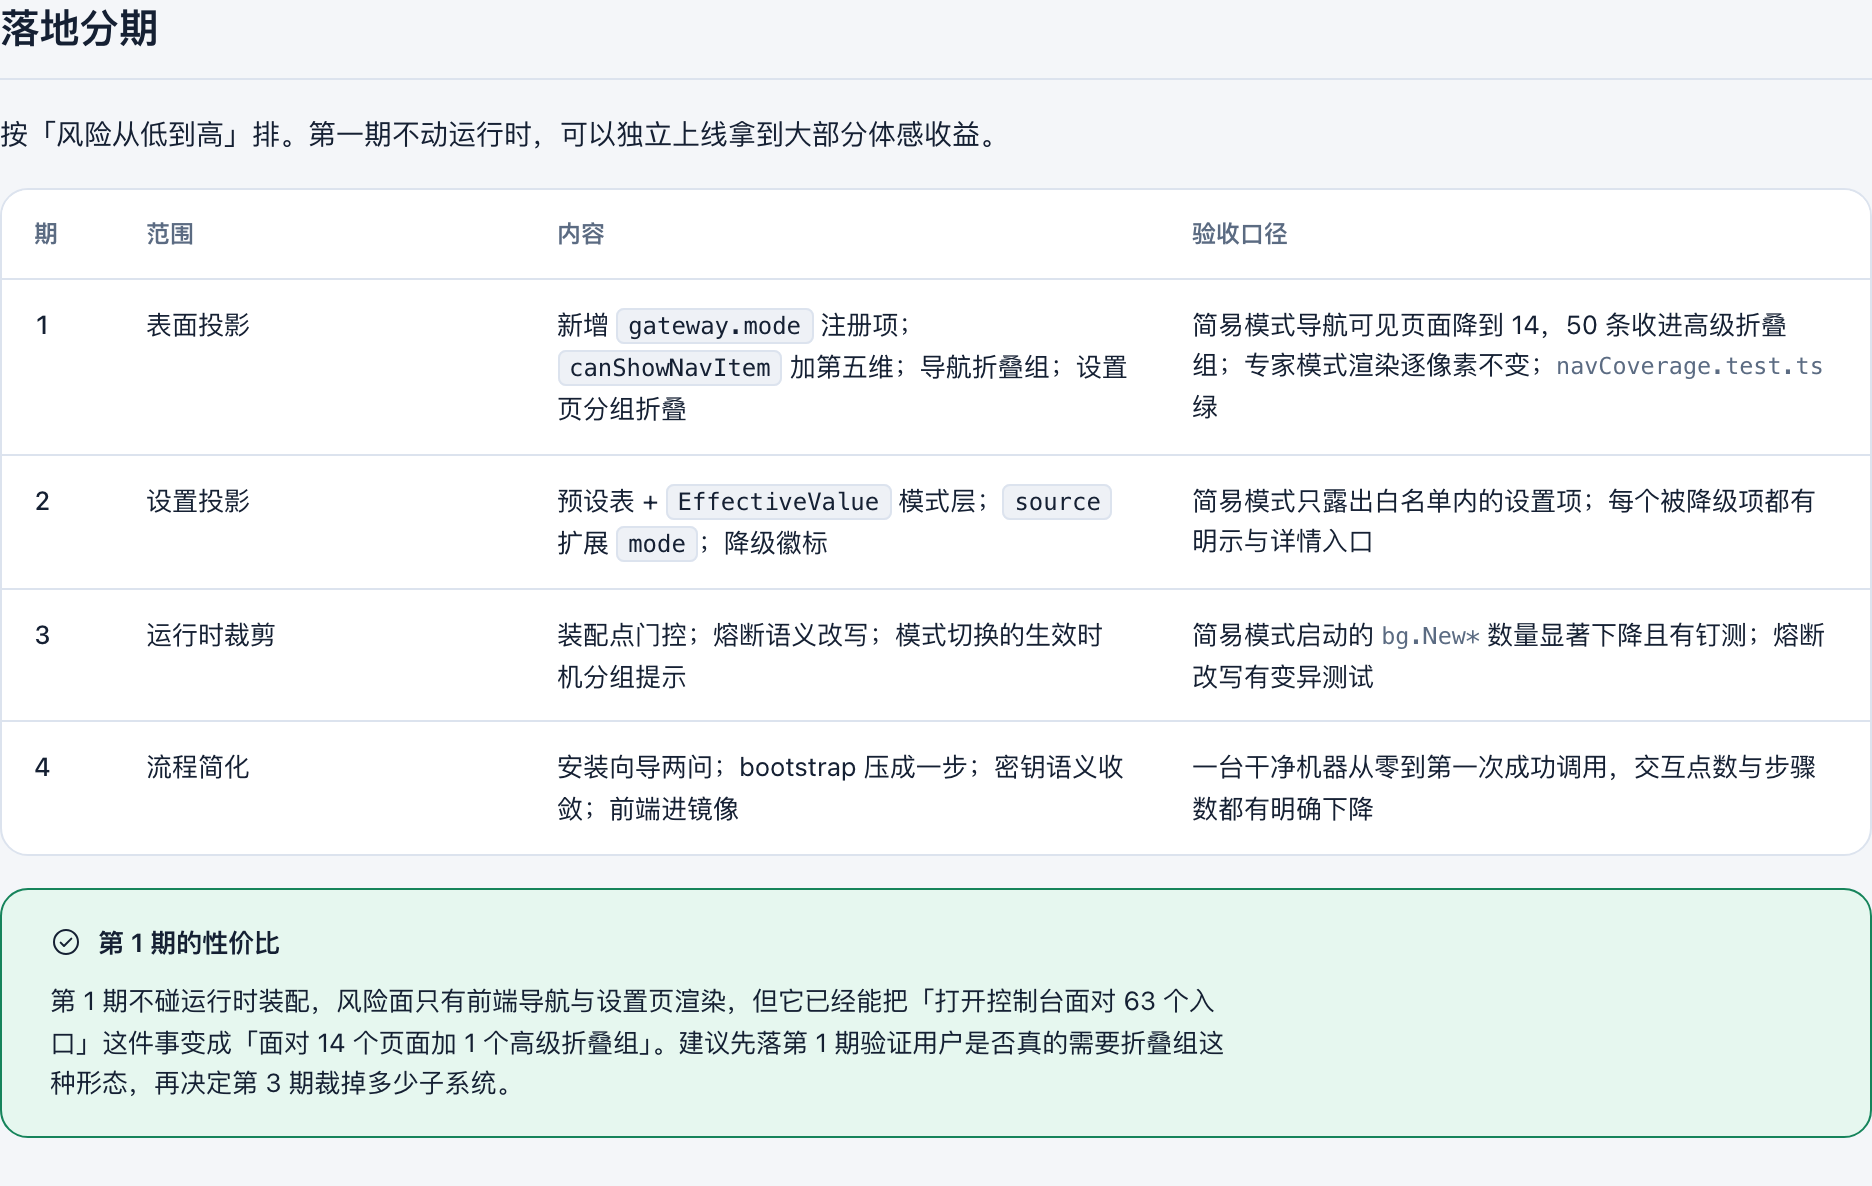 落地分期
按「风险从低到高」排。第一期不动运行时，可以独立上线拿到大部分体感收益。
期 范围 内容 验收口径
1 表面投影
新增 gateway.mode 注册项；
canShowNavItem 加第五维；导航折叠组；设置
页分组折叠
简易模式导航可见页面降到 14，50 条收进高级折叠
组；专家模式渲染逐像素不变；navCoverage.test.ts
绿
2 设置投影
预设表 + EffectiveValue 模式层；source
扩展 mode；降级徽标
简易模式只露出白名单内的设置项；每个被降级项都有
明示与详情入口
3 运行时裁剪
装配点门控；熔断语义改写；模式切换的生效时
机分组提示
简易模式启动的 bg.New* 数量显著下降且有钉测；熔断
改写有变异测试
4 流程简化
安装向导两问；bootstrap 压成一步；密钥语义收
敛；前端进镜像
一台干净机器从零到第一次成功调用，交互点数与步骤
数都有明确下降
第 1 期的性价比
第 1 期不碰运行时装配，风险面只有前端导航与设置页渲染，但它已经能把「打开控制台面对 63 个入
口」这件事变成「面对 14 个页面加 1 个高级折叠组」。建议先落第 1 期验证用户是否真的需要折叠组这
种形态，再决定第 3 期裁掉多少子系统。